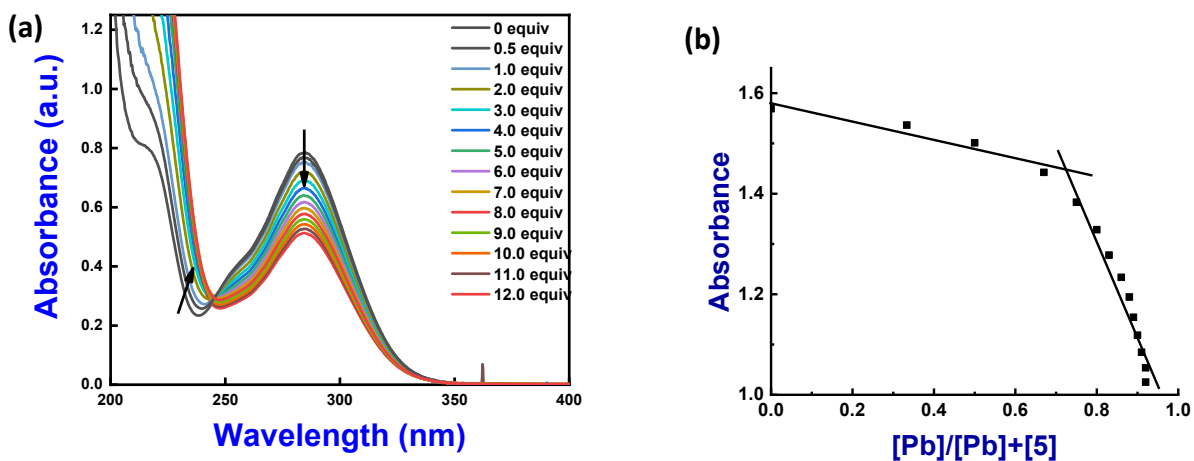 (a)
Absorbance (a.u.)
1.2
1.0
0.8
0.6
0.4
0.2
0.0
200
250
300
350
400
Wavelength (nm)
0 equiv
0.5 equiv
1.0 equiv
2.0 equiv
3.0 equiv
4.0 equiv
5.0 equiv
6.0 equiv
7.0 equiv
8.0 equiv
9.0 equiv
10.0 equiv
11.0 equiv
12.0 equiv
(b)
Absorbance
1.6
1.4
1.2
1.0
0.0
0.2
0.4
0.6
0.8
1.0
[Pb]/[Pb]+[5]